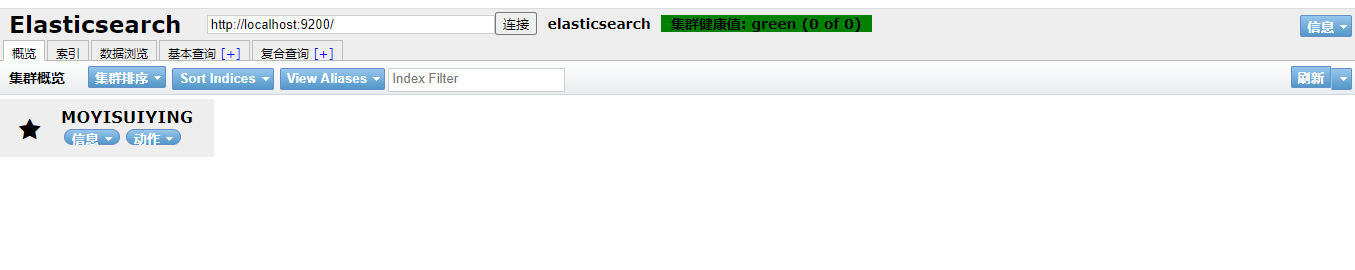 Elasticsearch http://localhost:9200/ 连接 elasticsearch 集群健康值: green (0 of 0) 信息
概览 索引 数据浏览 基本查询 [+] 复合查询 [+]
集群概览 集群排序 Sort Indices View Aliases Index Filter 刷新
MOYISUIYING
信息 动作